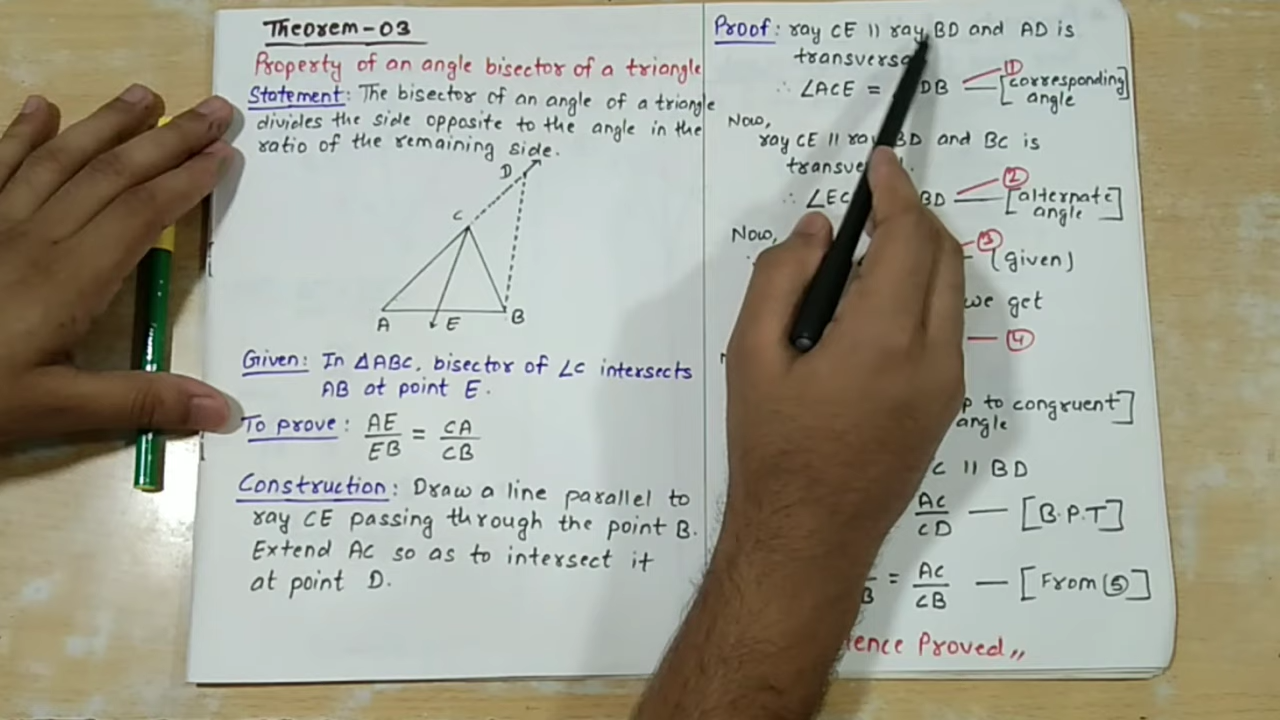 Theorem-03
Property of an angle bisector of a triangle
Statement: The bisector of an angle of a triangle
divides the side opposite to the angle in the
ratio of the remaining side.
D
C
A E B
Given: In △ABC, bisector of ∠C intersects
AB at point E.
To prove: AE/EB = CA/CB
Construction: Draw a line parallel to
ray CE passing through the point B.
Extend AC so as to intersect it
at point D.
Proof: ray CE || ray BD and AD is
∴ ∠ACE = DB — ① [corresponding
angle]
Now,
ray CE || ray BD and BC is
∴ ∠EC BD — ② [alternate
angle]
Now,
③ (given)
we get
— ④
to congruent
angle]
C || BD
AC/CD — [B.P.T]
B = AC/CB — [From ⑤]
Proved,,